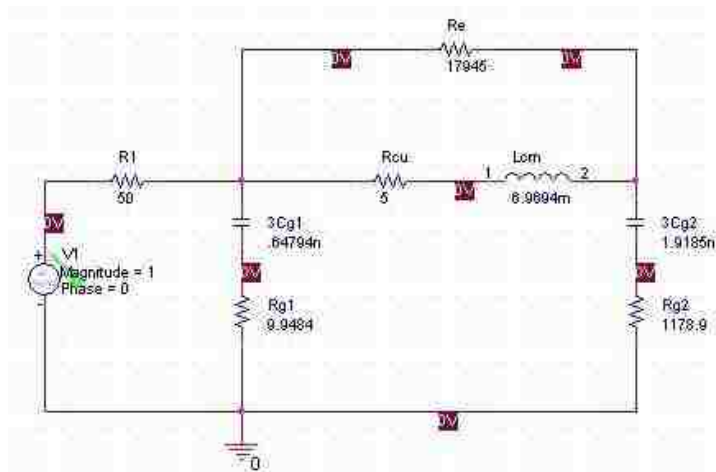 Re
0V
0V
17945
R1
Rcu
Lcm
1
2
50
5
0V
6.9694m
3Cg1
.64794n
3Cg2
1.9185n
0V
+
V1
Magnitude = 1
Phase = 0
-
0V
0V
Rg1
9.9484
Rg2
1178.9
0V
0